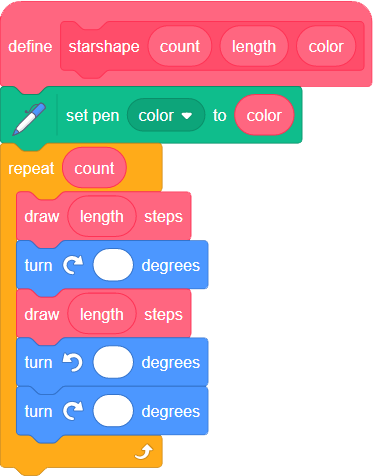 define starshape count length color
set pen color to color
repeat count
draw length steps
turn degrees
draw length steps
turn degrees
turn degrees